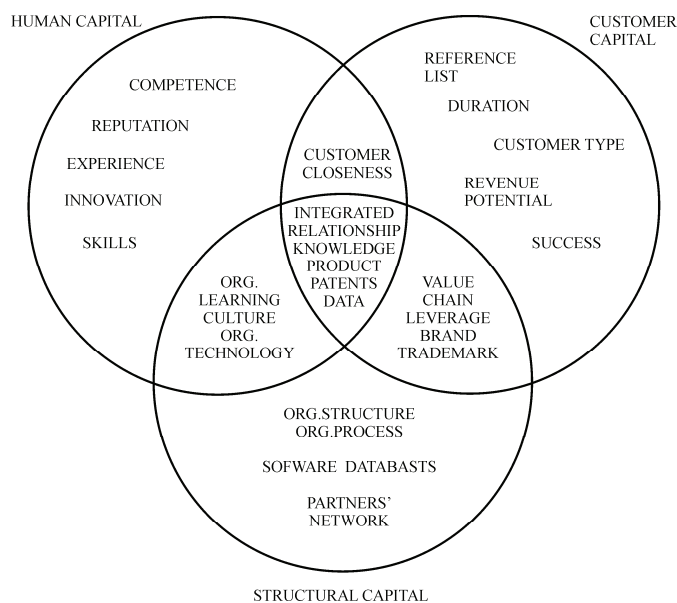 HUMAN CAPITAL
CUSTOMER
CAPITAL
COMPETENCE
REPUTATION
EXPERIENCE
INNOVATION
SKILLS
REFERENCE
LIST
DURATION
CUSTOMER TYPE
REVENUE
POTENTIAL
SUCCESS
CUSTOMER
CLOSENESS
INTEGRATED
RELATIONSHIP
KNOWLEDGE
PRODUCT
PATENTS
DATA
ORG.
LEARNING
CULTURE
ORG.
TECHNOLOGY
VALUE
CHAIN
LEVERAGE
BRAND
TRADEMARK
ORG.STRUCTURE
ORG.PROCESS
SOFWARE DATABASTS
PARTNERS’
NETWORK
STRUCTURAL CAPITAL